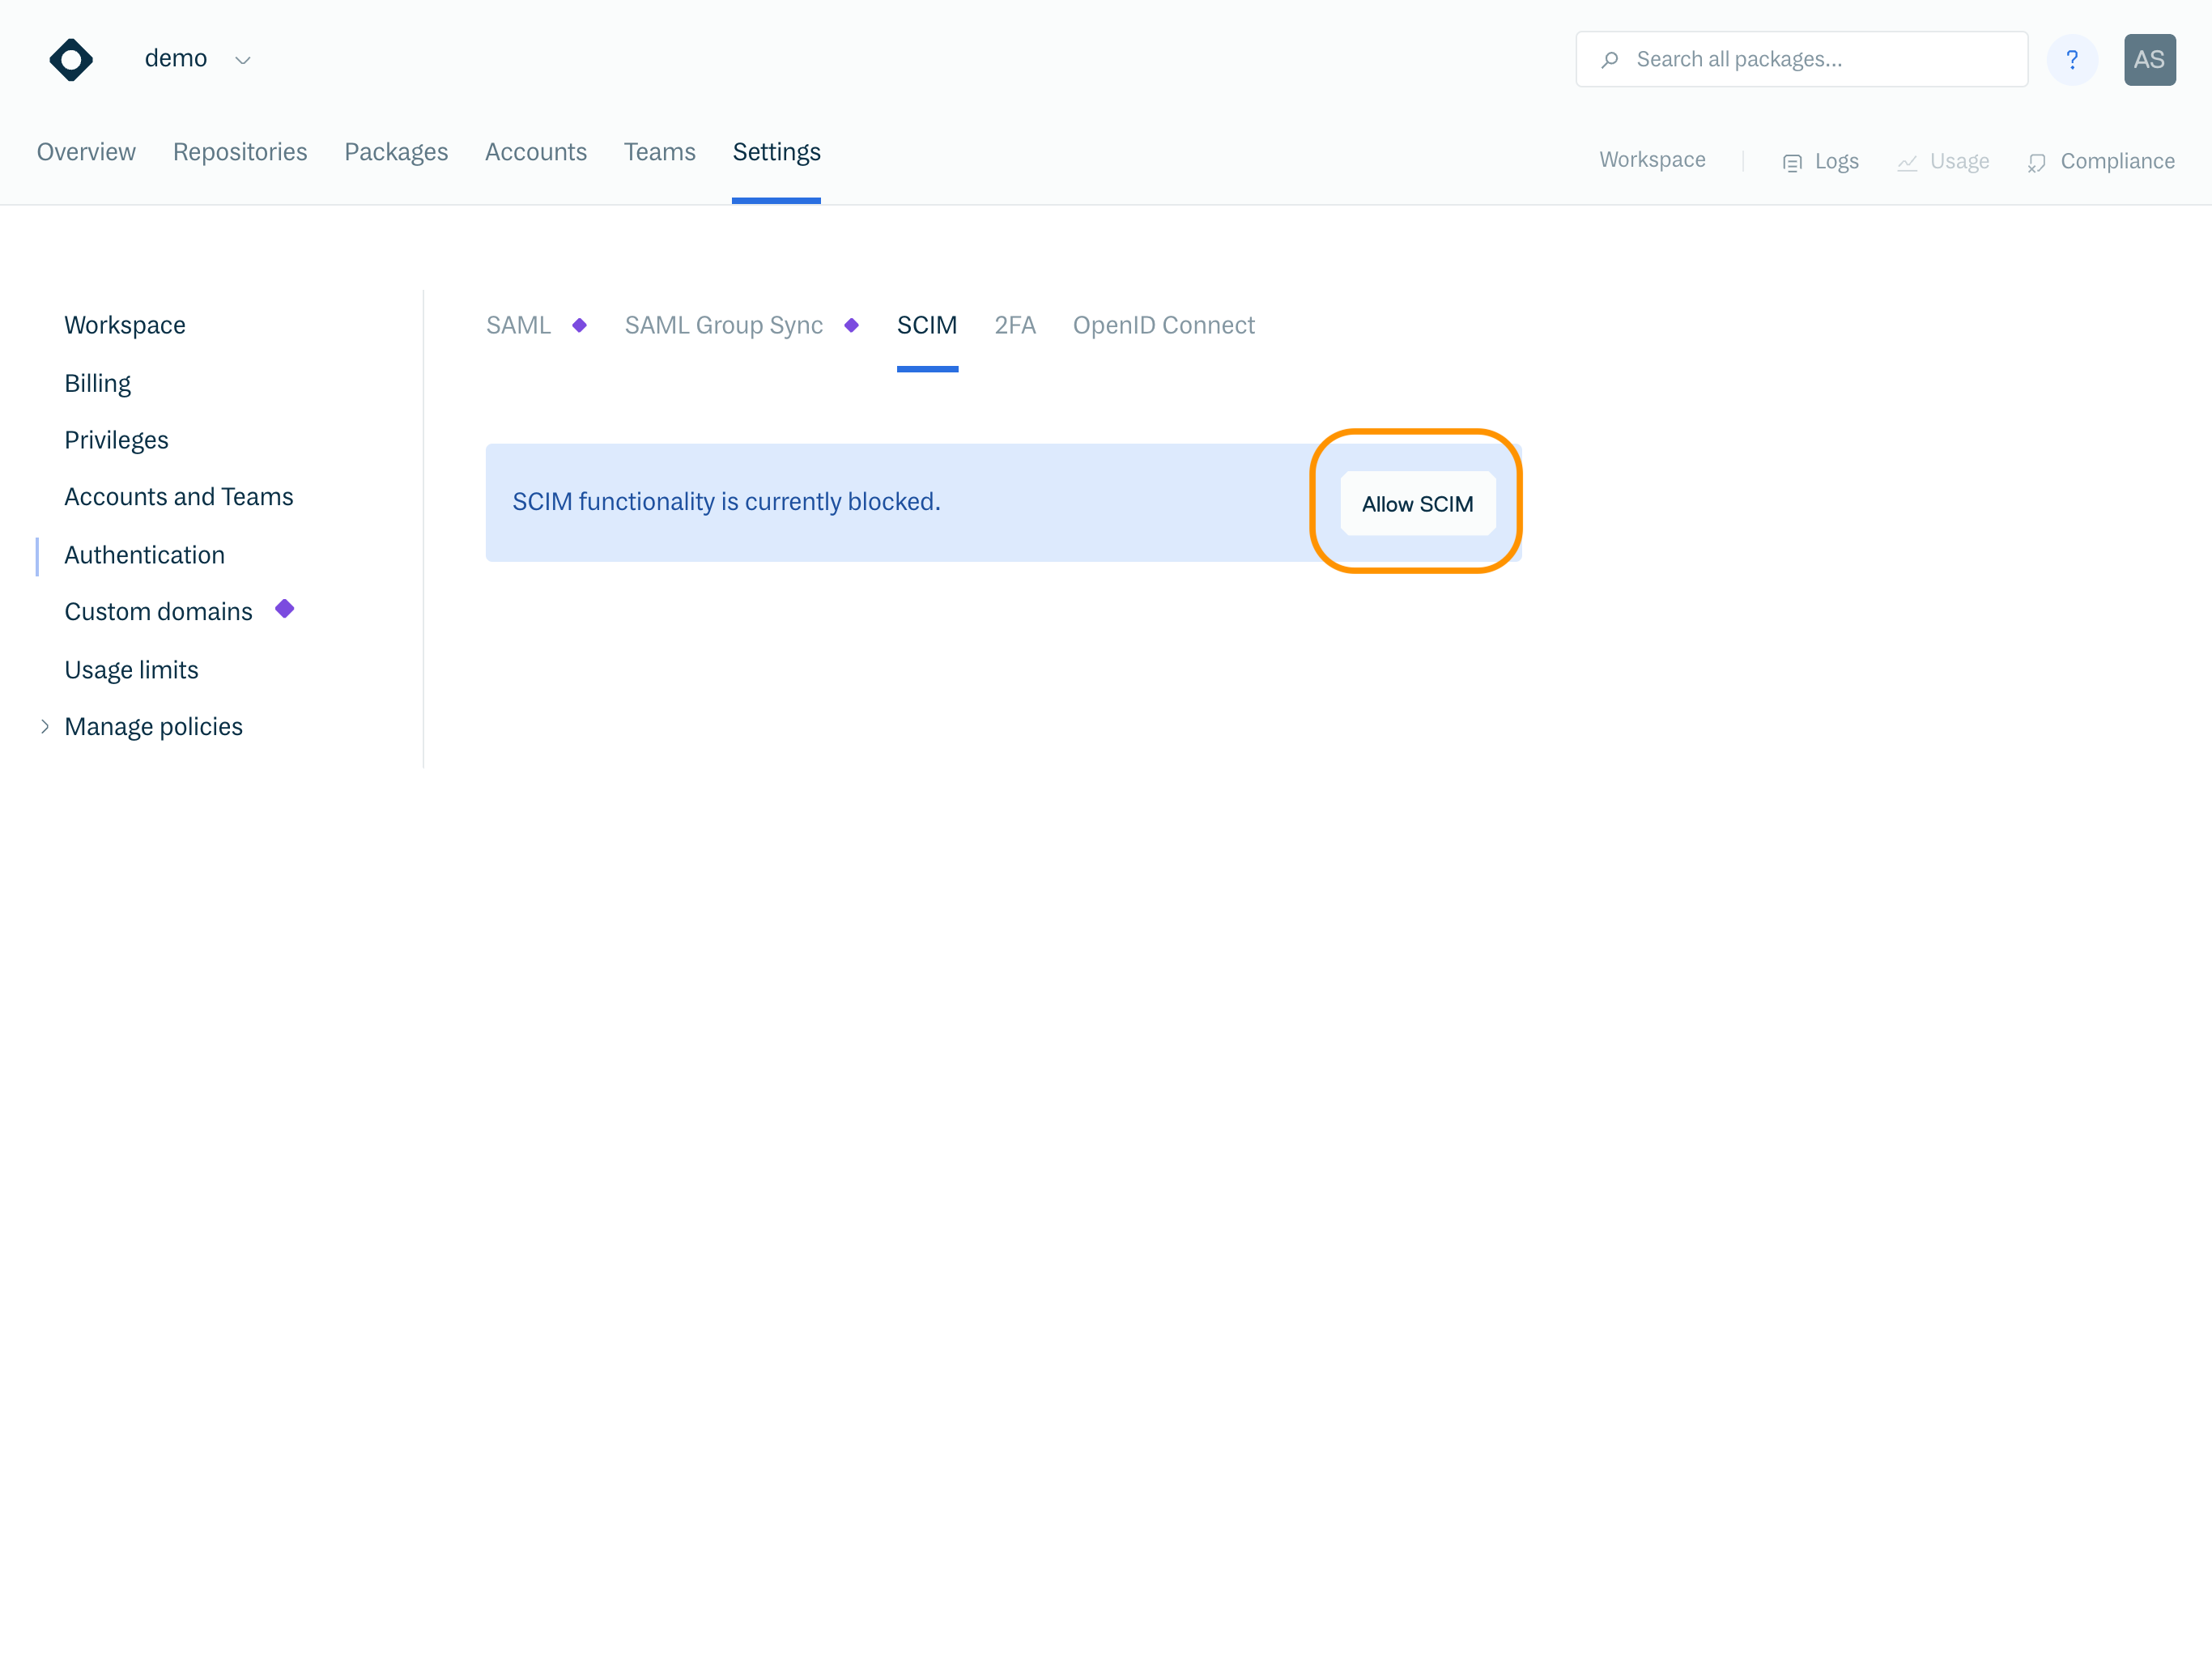 demo
Search all packages...
?
AS
Overview Repositories Packages Accounts Teams Settings
Workspace Logs Usage Compliance
Workspace
Billing
Privileges
Accounts and Teams
Authentication
Custom domains
Usage limits
Manage policies
SAML SAML Group Sync SCIM 2FA OpenID Connect
SCIM functionality is currently blocked.
Allow SCIM